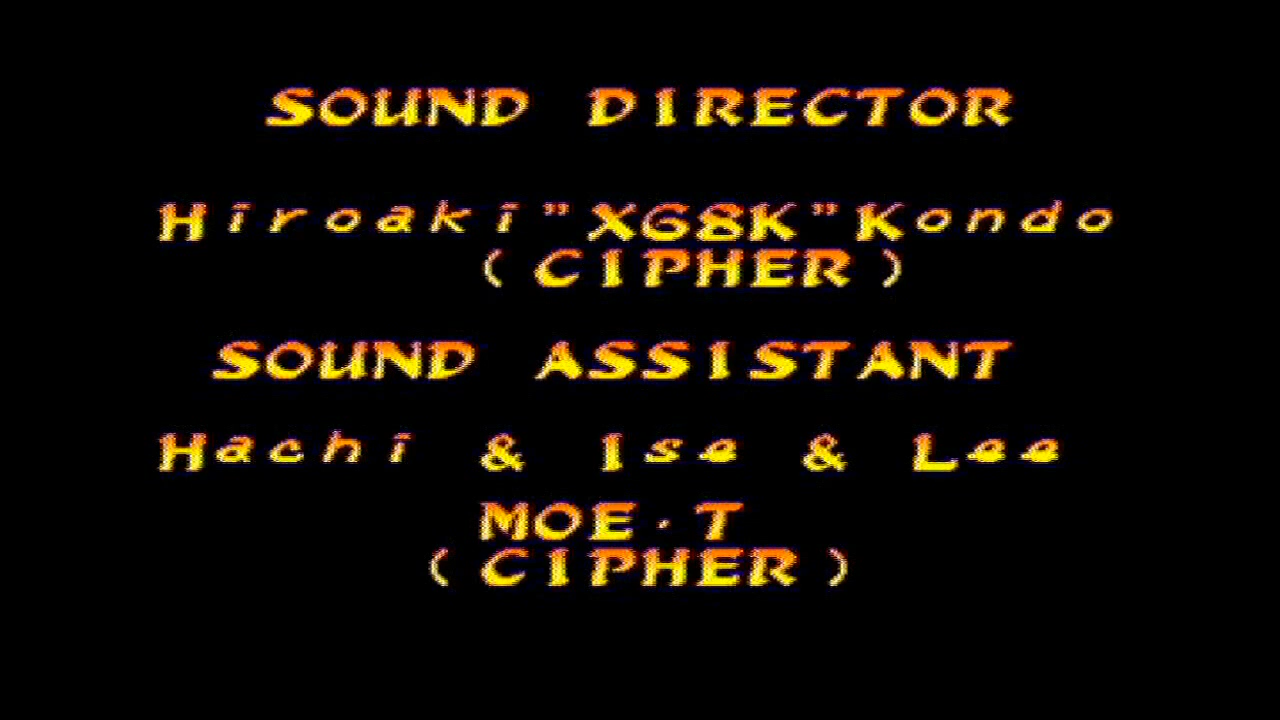 SOUND DIRECTOR
Hiroaki"X68K"Kondo
(CIPHER)
SOUND ASSISTANT
Hachi & Ise & Lee
MOE·T
(CIPHER)